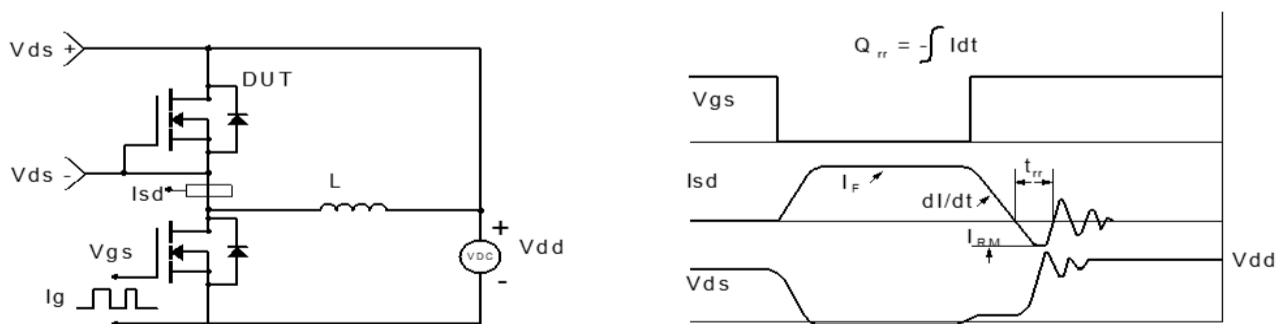 Vds +
DUT
Vds -
Isd
L
Vgs
Ig
+
VDC
-
Vdd
Q rr = -∫ Idt
Vgs
Isd
I F
dI/dt
t rr
I RM
Vds
Vdd